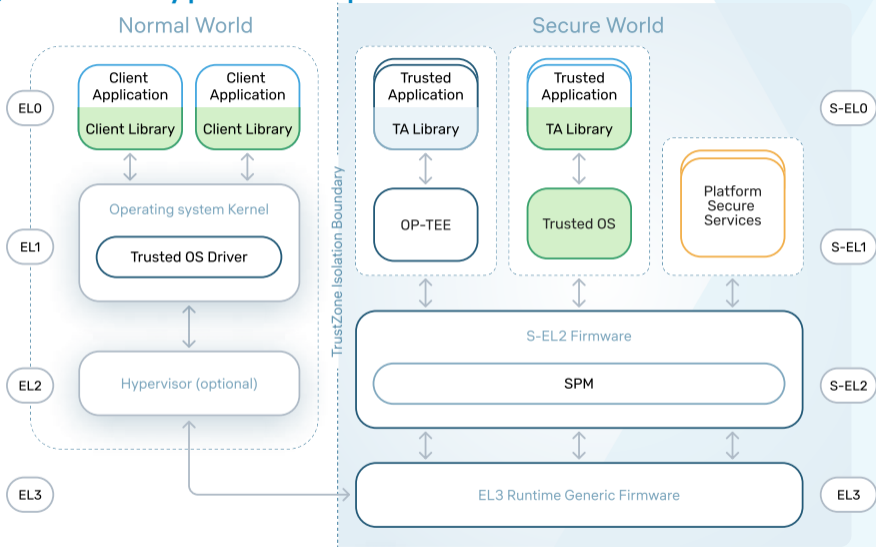 Normal World
Secure World
EL0
Client
Application
Client Library
Client
Application
Client Library
Trusted
Application
TA Library
Trusted
Application
TA Library
S-EL0
TrustZone Isolation Boundary
Operating system Kernel
Trusted OS Driver
EL1
OP-TEE
Trusted OS
Platform
Secure
Services
S-EL1
S-EL2 Firmware
SPM
EL2
Hypervisor (optional)
S-EL2
EL3
EL3 Runtime Generic Firmware
EL3